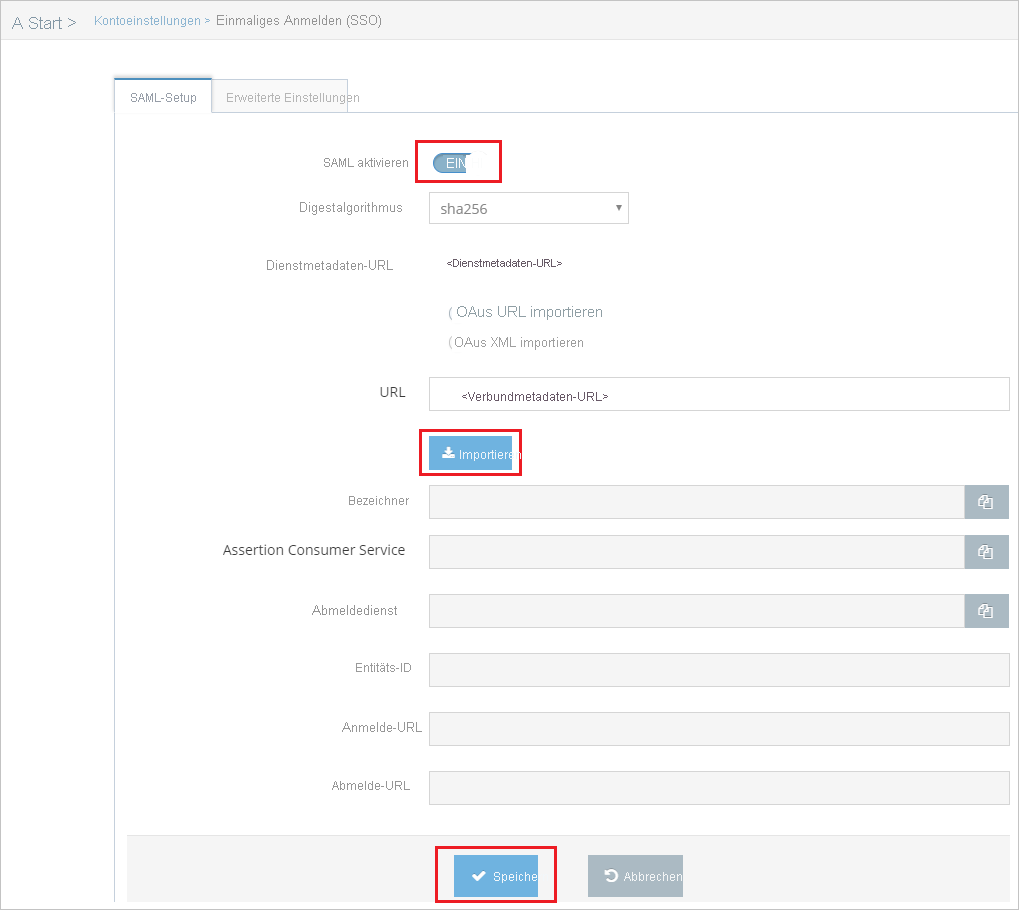 A Start > Kontoeinstellungen > Einmaliges Anmelden (SSO)
SAML-Setup Erweiterte Einstellungen
SAML aktivieren EIN
Digestalgorithmus sha256
Dienstmetadaten-URL <Dienstmetadaten-URL>
( OAus URL importieren
(OAus XML importieren
URL <Verbundmetadaten-URL>
Importieren
Bezeichner
Assertion Consumer Service
Abmeldedienst
Entitäts-ID
Anmelde-URL
Abmelde-URL
Speiche Abbrechen